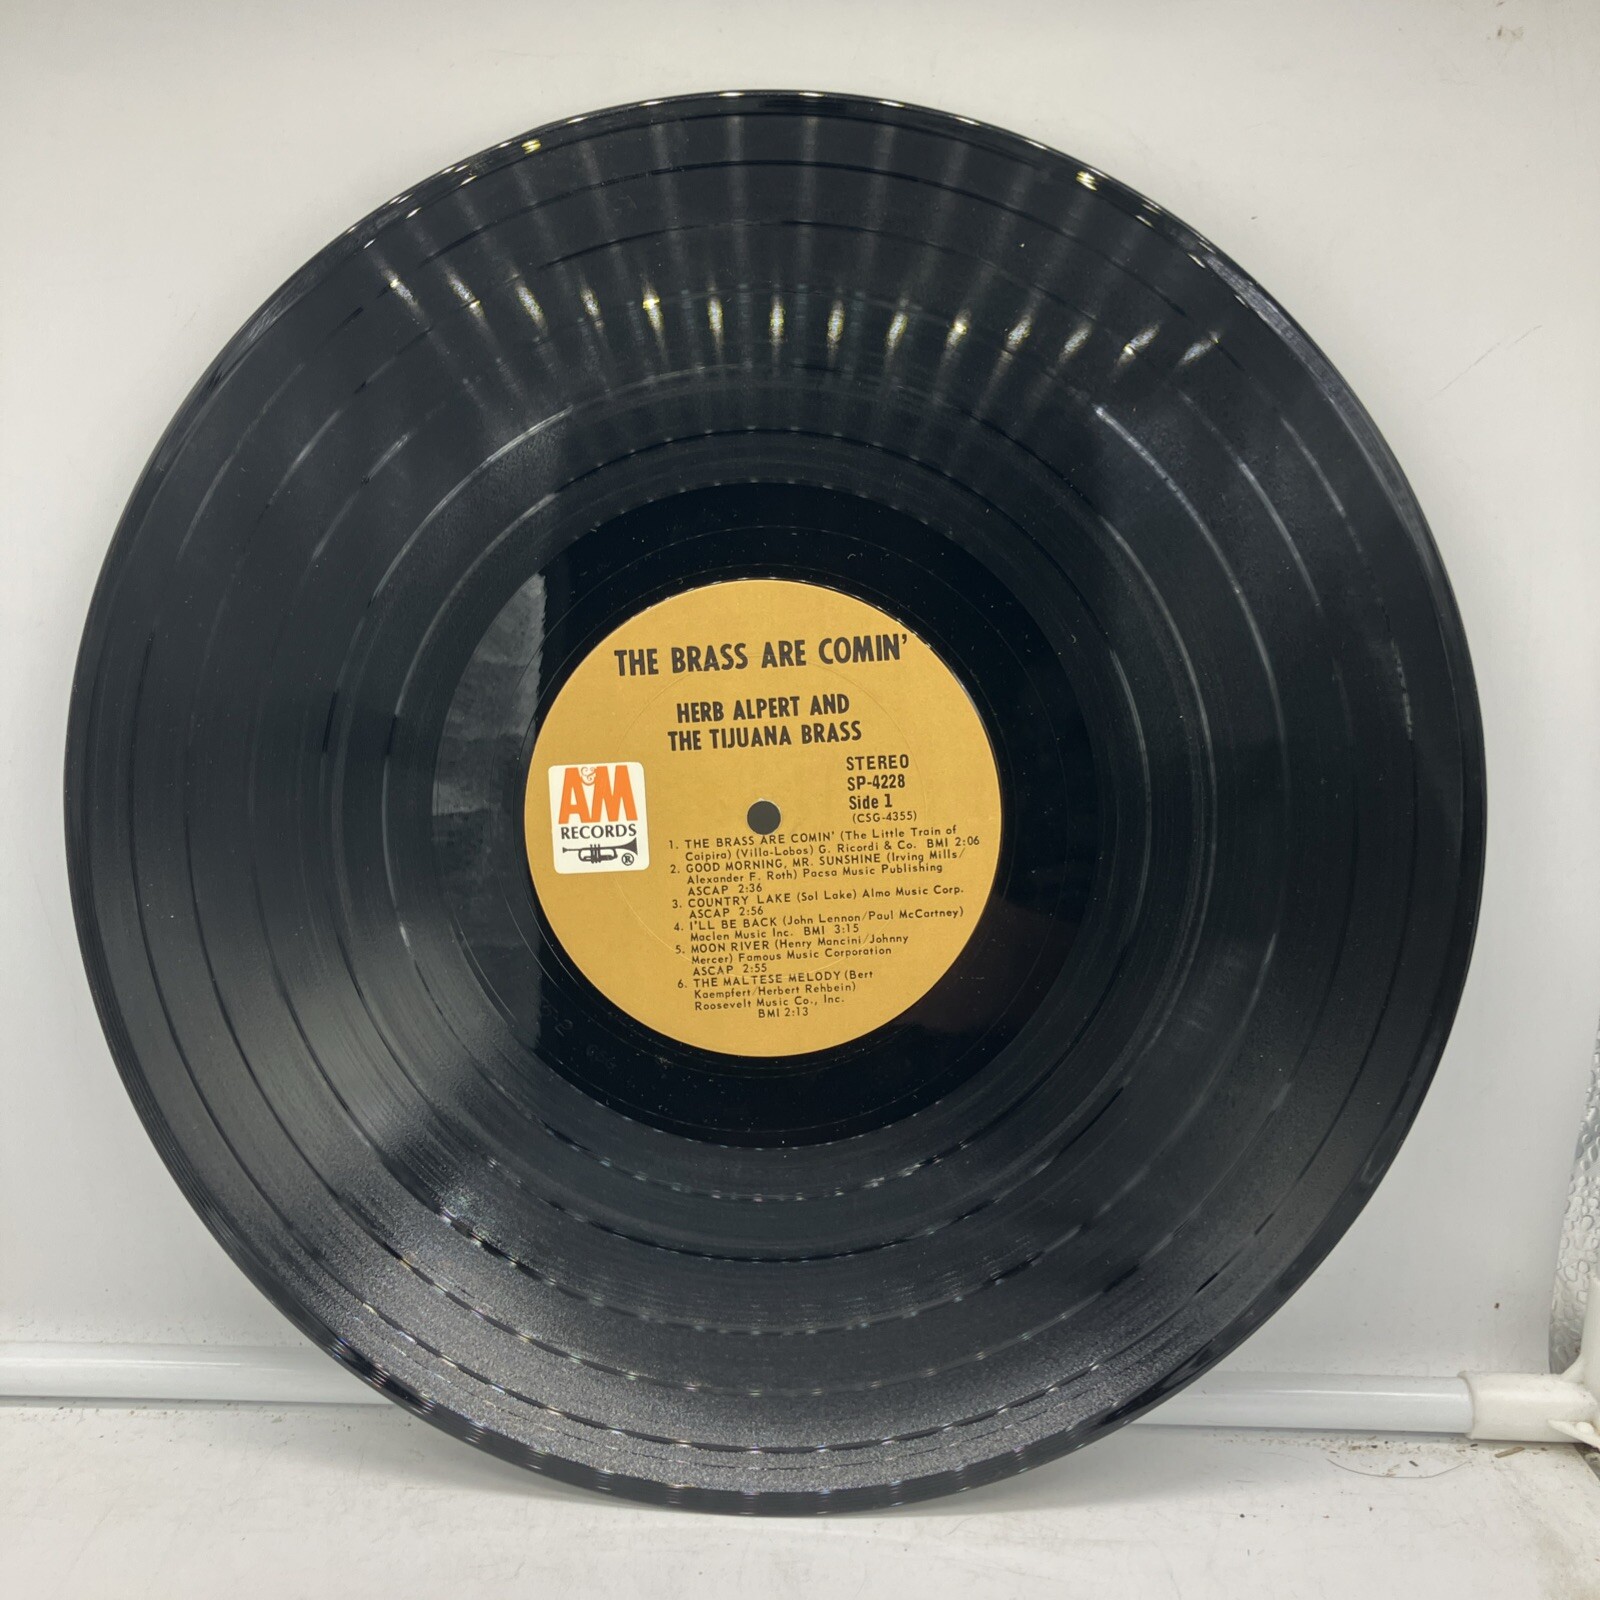 THE BRASS ARE COMIN'
HERB ALPERT AND
THE TIJUANA BRASS
STEREO
SP-4228
Side 1
(CSG-4355)
A&M
RECORDS
®
1. THE BRASS ARE COMIN' (The Little Train of
Caipira) (Villa-Lobos) G. Ricordi & Co. BMI 2:06
2. GOOD MORNING, MR. SUNSHINE (Irving Mills/
Alexander F. Roth) Pacsa Music Publishing
ASCAP 2:36
3. COUNTRY LAKE (Sol Lake) Almo Music Corp.
ASCAP 2:56
4. I'LL BE BACK (John Lennon/Paul McCartney)
Maclen Music Inc. BMI 3:15
5. MOON RIVER (Henry Mancini/Johnny
Mercer) Famous Music Corporation
ASCAP 2:55
6. THE MALTESE MELODY (Bert
Kaempfert/Herbert Rehbein)
Roosevelt Music Co., Inc.
BMI 2:13